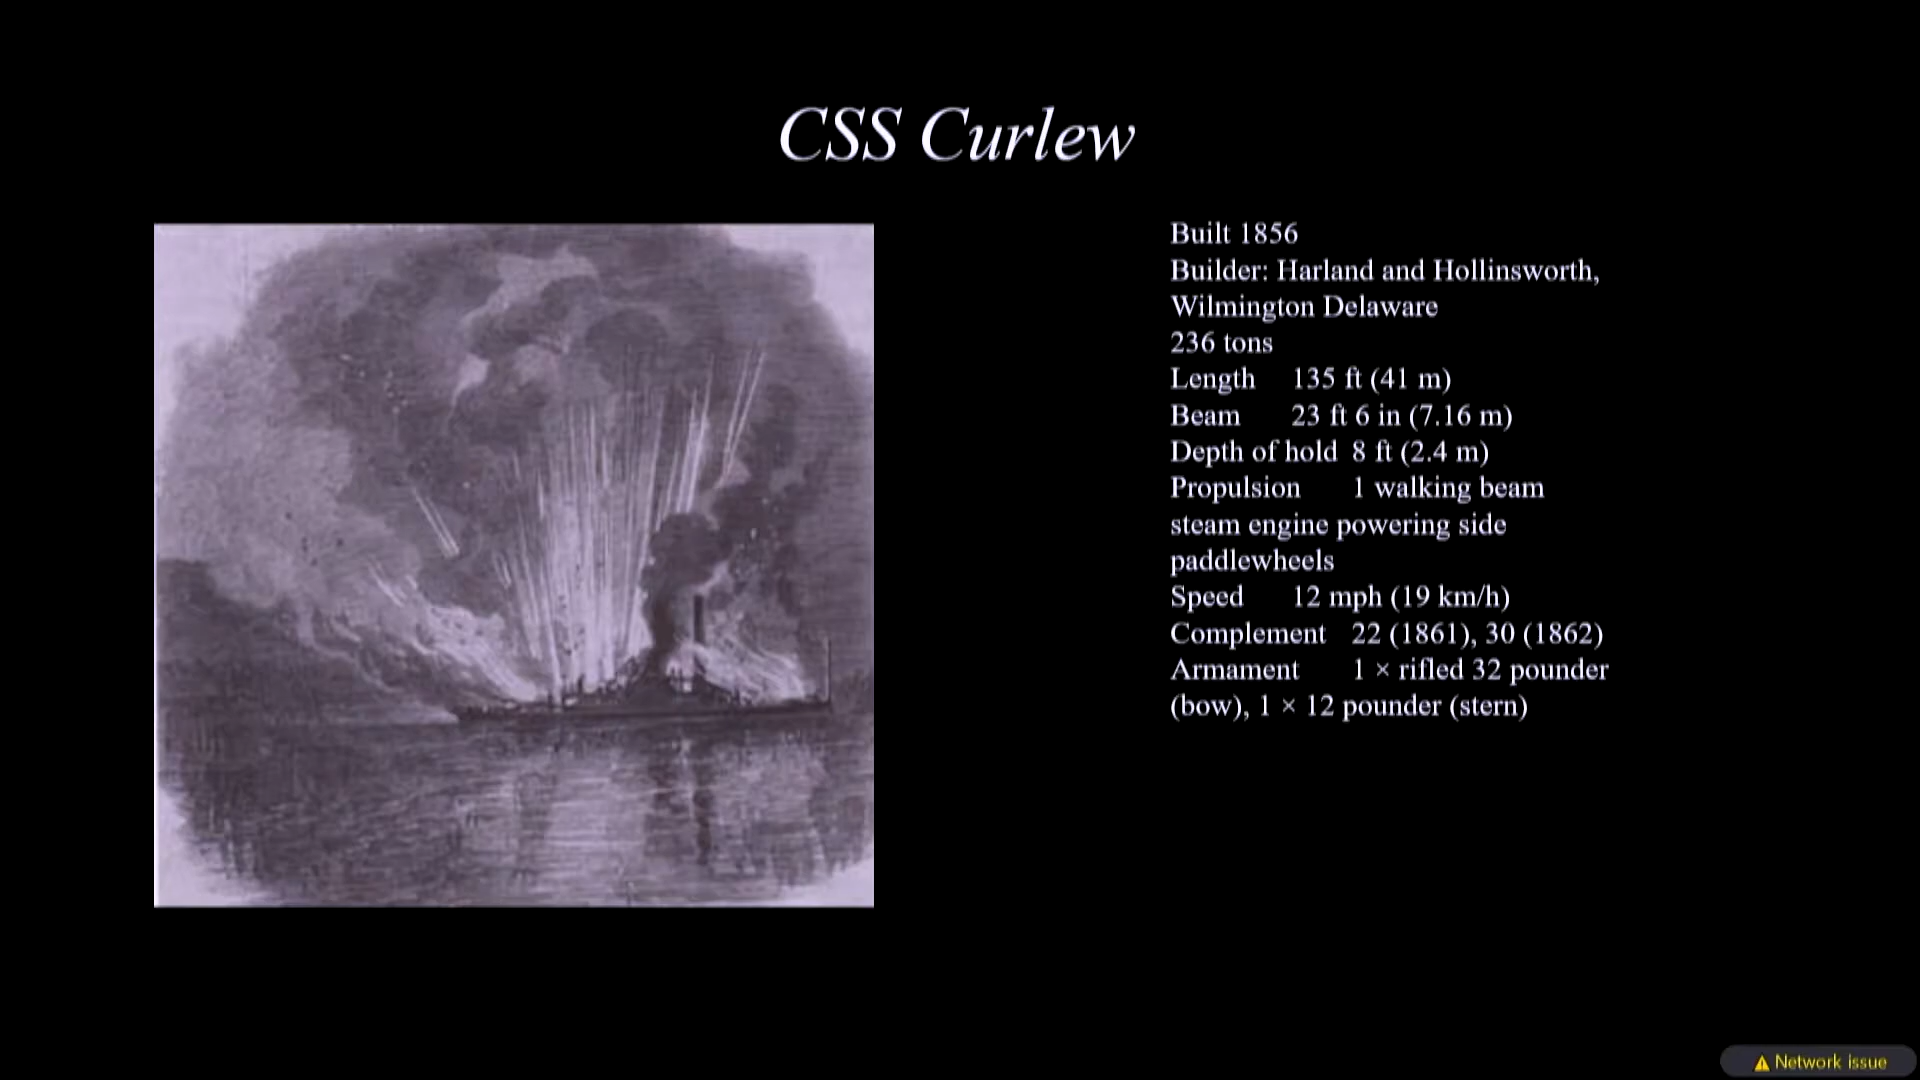 CSS Curlew
Built 1856
Builder: Harland and Hollinsworth,
Wilmington Delaware
236 tons
Length 135 ft (41 m)
Beam 23 ft 6 in (7.16 m)
Depth of hold 8 ft (2.4 m)
Propulsion 1 walking beam
steam engine powering side
paddlewheels
Speed 12 mph (19 km/h)
Complement 22 (1861), 30 (1862)
Armament 1 × rifled 32 pounder
(bow), 1 × 12 pounder (stern)
Network issue